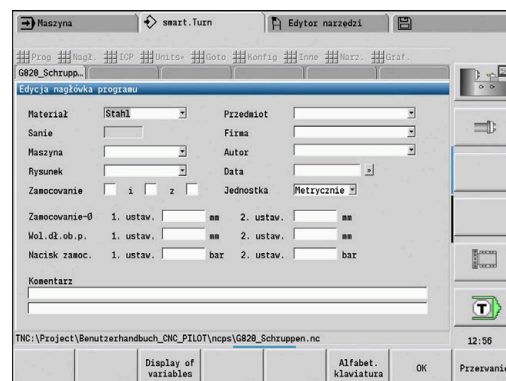 Maszyna smart.Turn Edytor narzędzi
Prog Nagł. ICP Units» Goto Konfig Inne Narz. Graf.
G820_Schrupp…
Edycja nagłówka programu
Materiał Stahl Przedmiot
Sanie Firma
Maszyna Autor
Rysunek Data »
Zamocowanie i z Jednostka Metrycznie
Zamocowanie-Ø 1. ustaw. mm 2. ustaw. mm
Wol.dł.ob.p. 1. ustaw. mm 2. ustaw. mm
Nacisk zamoc. 1. ustaw. bar 2. ustaw. bar
Komentarz
T
TNC:\Project\Benutzerhandbuch_CNC_PILOT\ncps\G820_Schruppen.nc
12:56
Display of variables
Alfabet. klawiatura
OK
Przerwanie